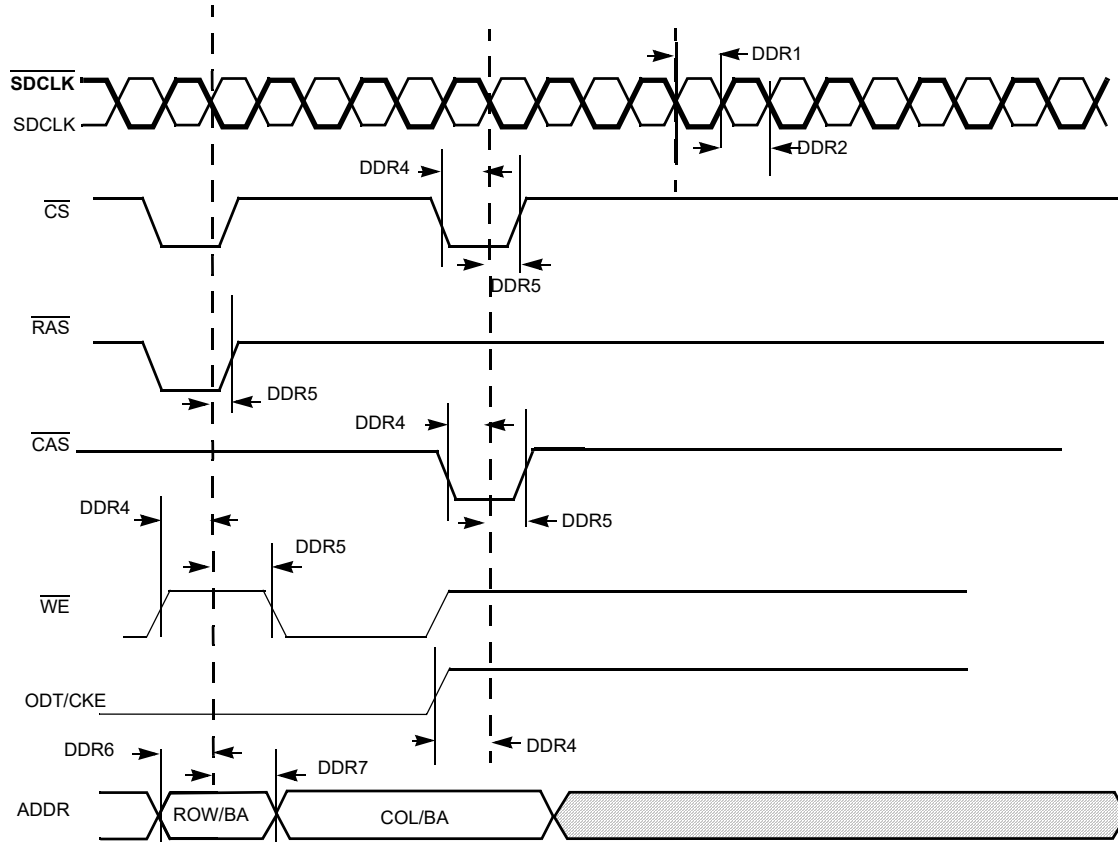 DDR1
SDCLK
SDCLK
DDR2
DDR4
CS
DDR5
RAS
DDR5
DDR4
CAS
DDR4
DDR5
DDR5
WE
ODT/CKE
DDR4
DDR6
DDR7
ADDR
ROW/BA
COL/BA